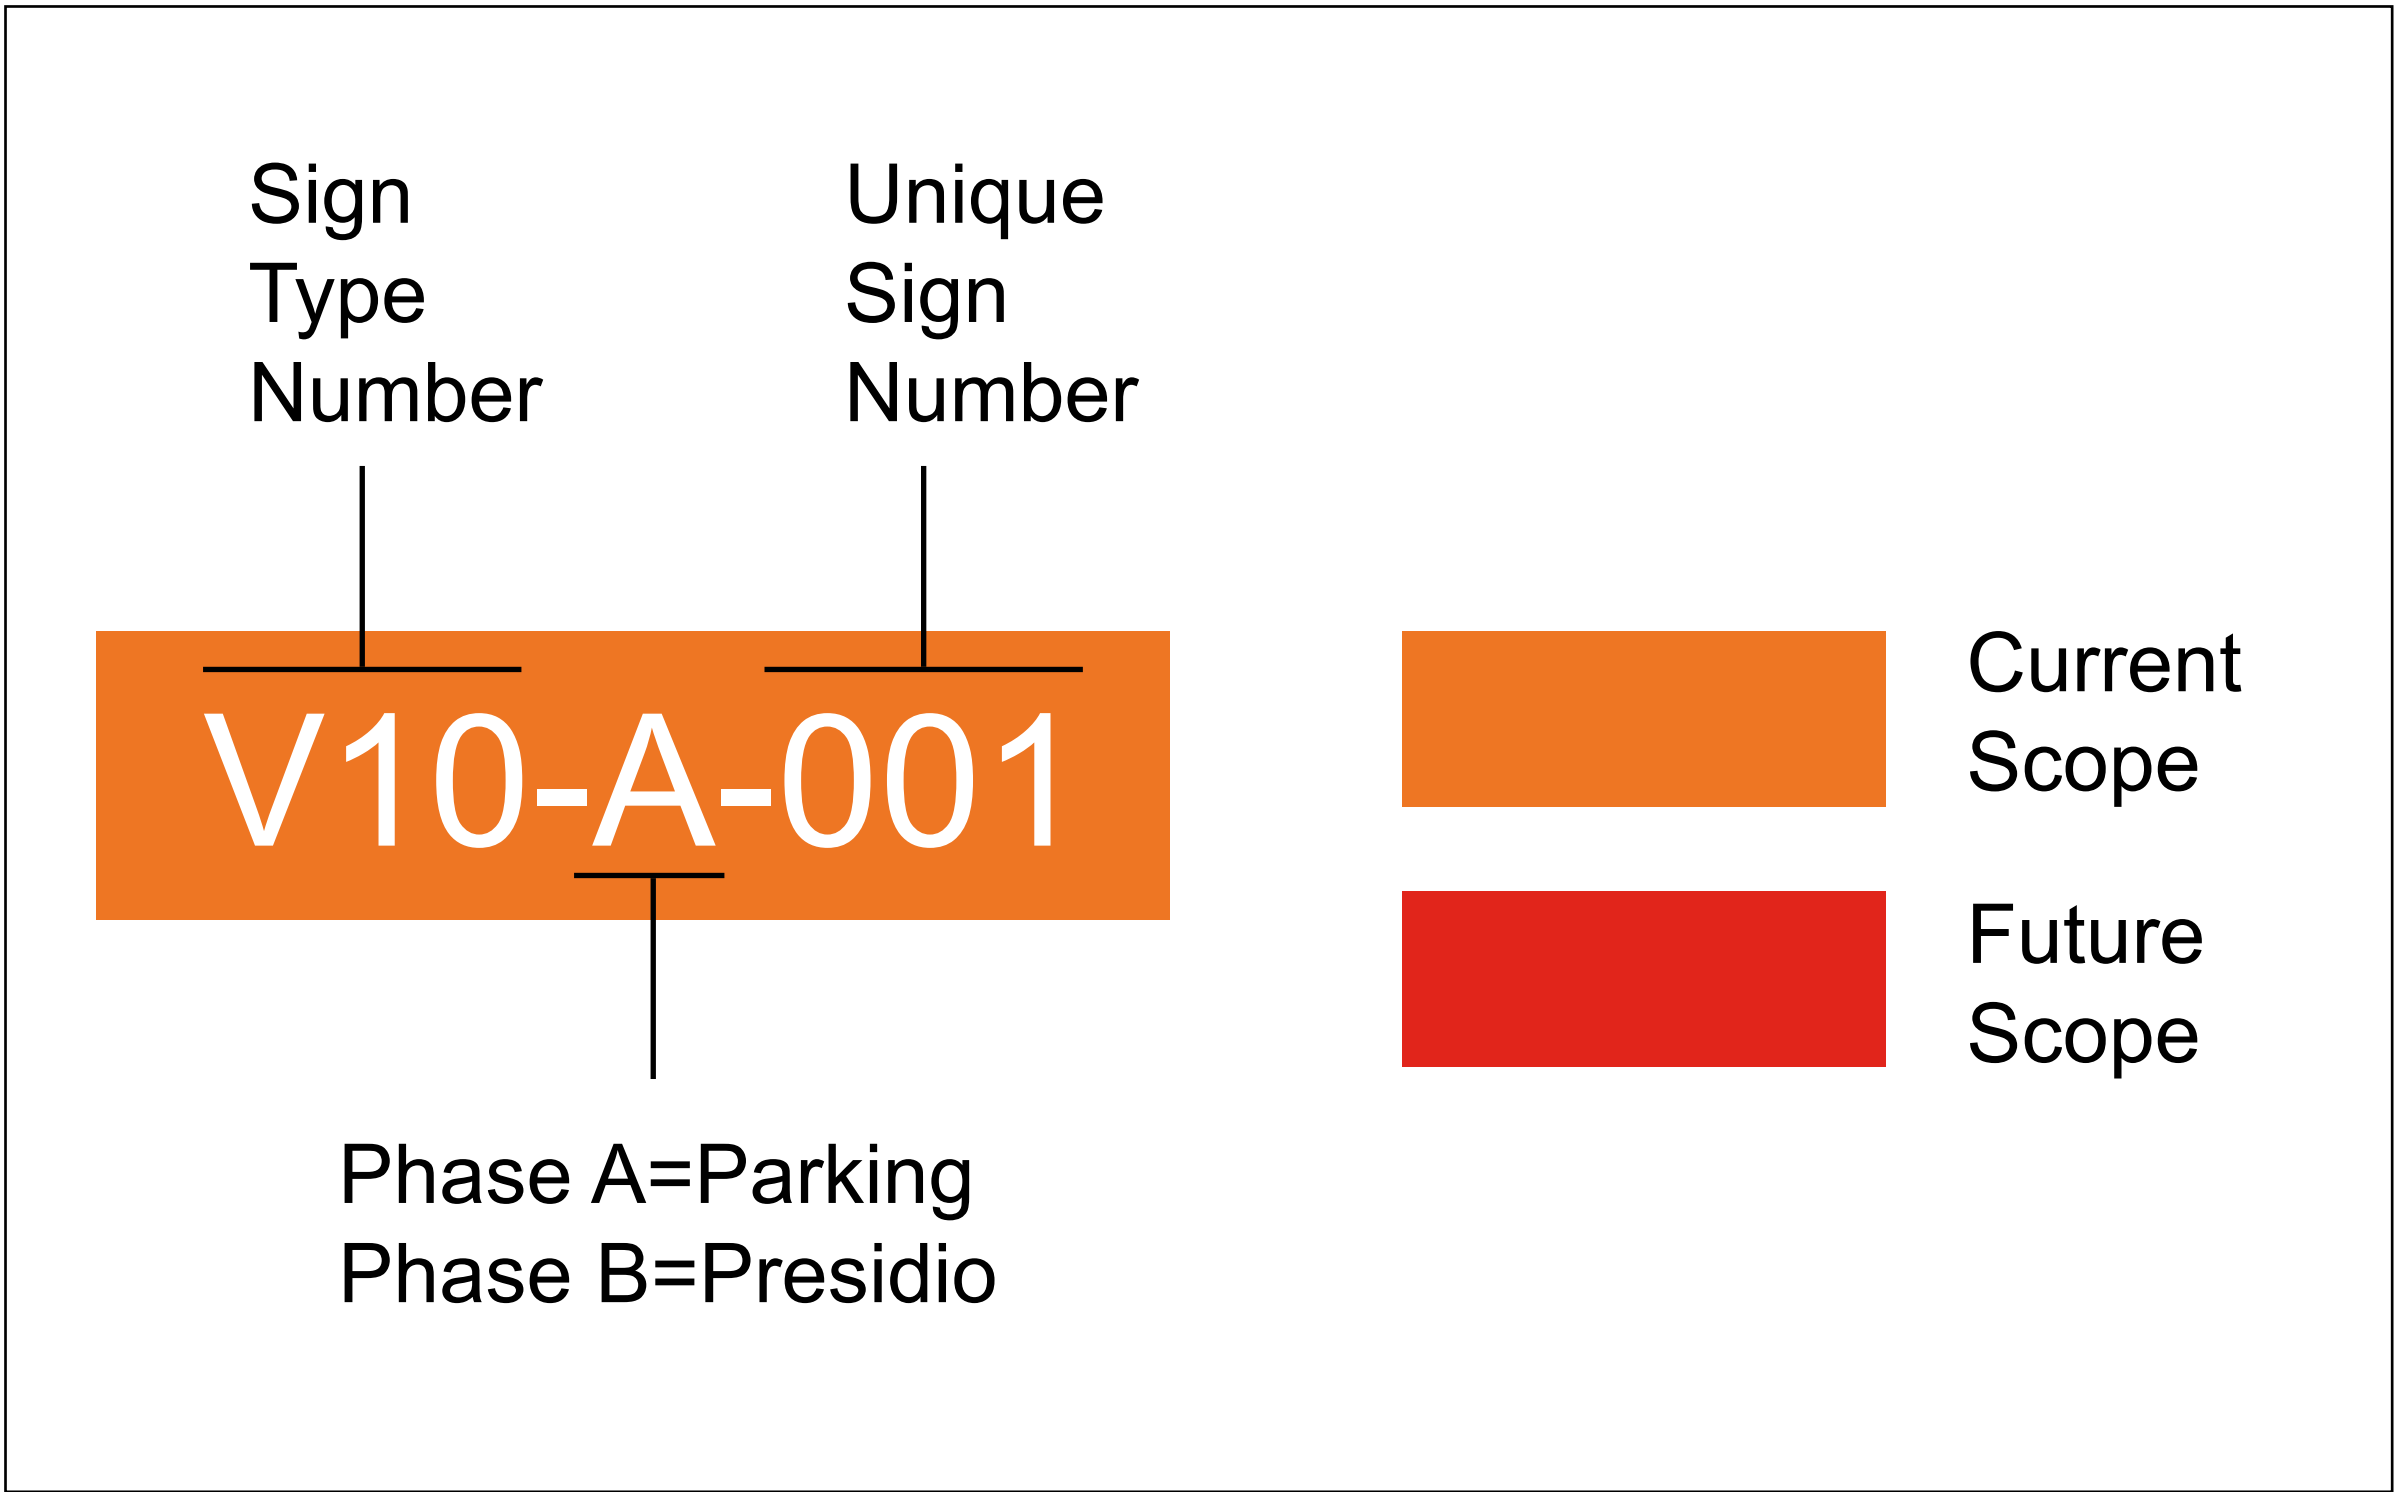 Sign
Type
Number
Unique
Sign
Number
V10-A-001
Phase A=Parking
Phase B=Presidio
Current
Scope
Future
Scope